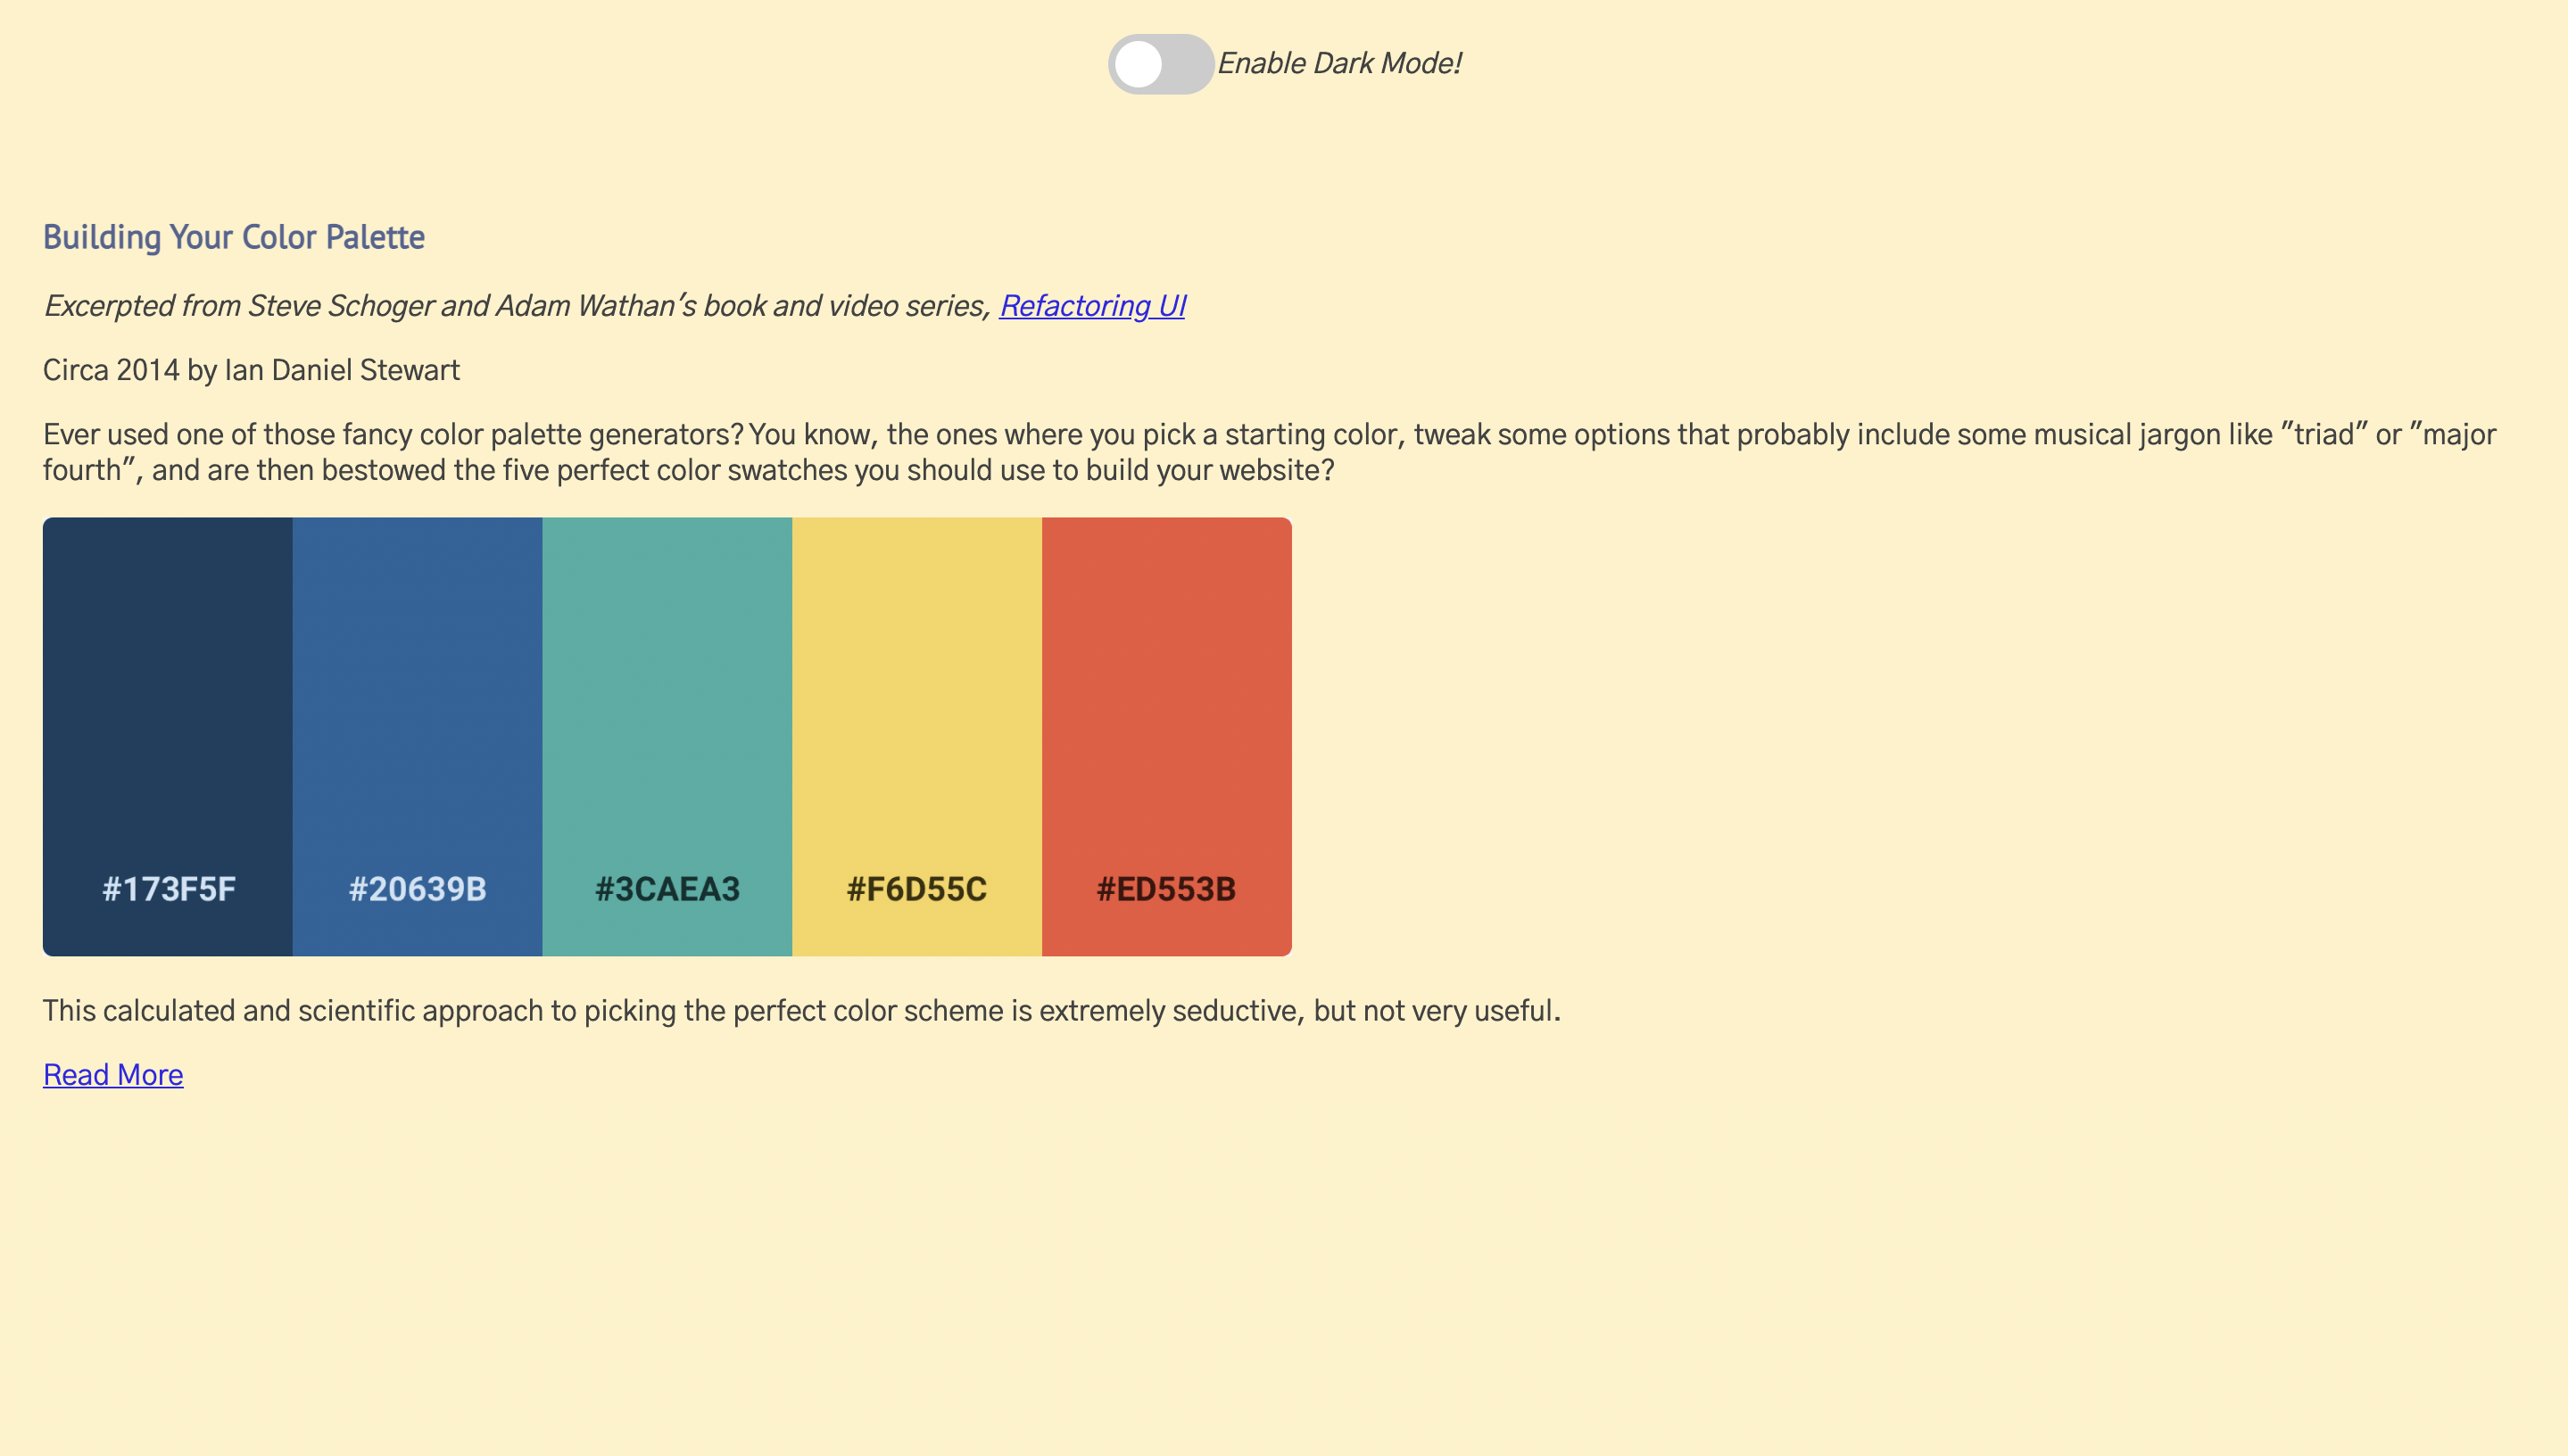 Enable Dark Mode!
Building Your Color Palette
Excerpted from Steve Schoger and Adam Wathan's book and video series, Refactoring UI
Circa 2014 by Ian Daniel Stewart
Ever used one of those fancy color palette generators? You know, the ones where you pick a starting color, tweak some options that probably include some musical jargon like "triad" or "major
fourth", and are then bestowed the five perfect color swatches you should use to build your website?
#173F5F #20639B #3CAEA3 #F6D55C #ED553B
This calculated and scientific approach to picking the perfect color scheme is extremely seductive, but not very useful.
Read More